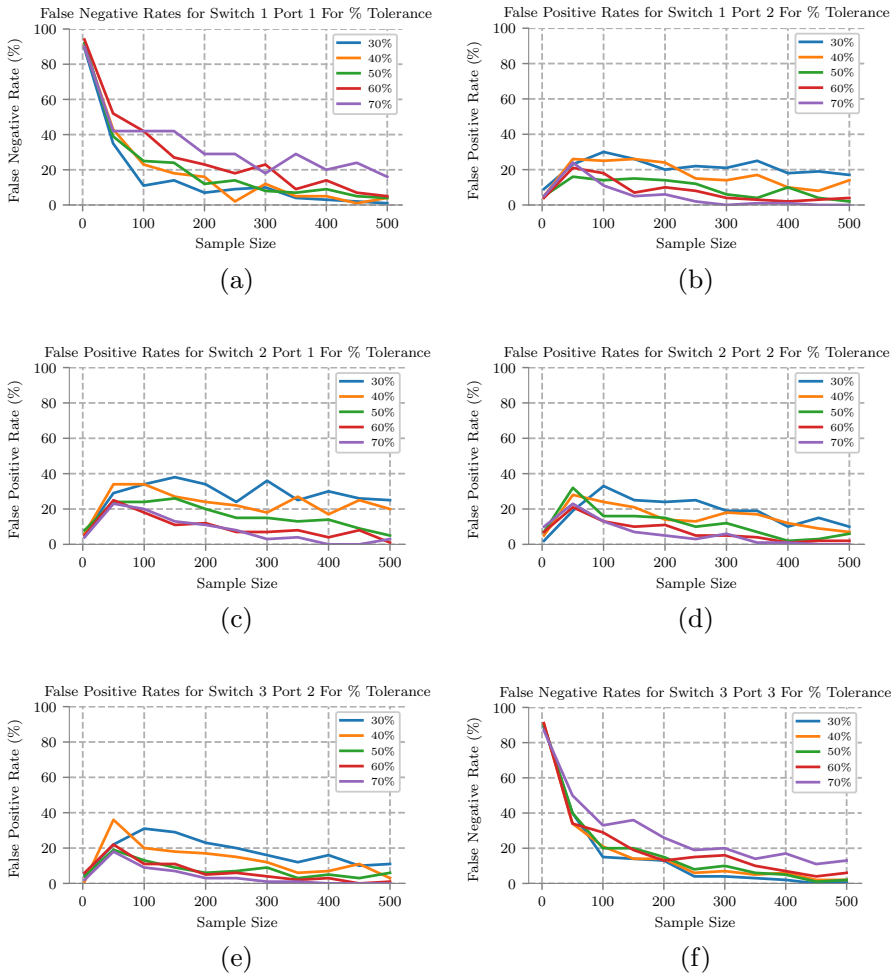 False Negative Rates for Switch 1 Port 1 For % Tolerance
100
80
60
40
20
0
False Negative Rate (%)
30%
40%
50%
60%
70%
0 100 200 300 400 500
Sample Size
(a)
False Positive Rates for Switch 1 Port 2 For % Tolerance
100
80
60
40
20
0
False Positive Rate (%)
30%
40%
50%
60%
70%
0 100 200 300 400 500
Sample Size
(b)
False Positive Rates for Switch 2 Port 1 For % Tolerance
100
80
60
40
20
0
False Positive Rate (%)
30%
40%
50%
60%
70%
0 100 200 300 400 500
Sample Size
(c)
False Positive Rates for Switch 2 Port 2 For % Tolerance
100
80
60
40
20
0
False Positive Rate (%)
30%
40%
50%
60%
70%
0 100 200 300 400 500
Sample Size
(d)
False Positive Rates for Switch 3 Port 2 For % Tolerance
100
80
60
40
20
0
False Positive Rate (%)
30%
40%
50%
60%
70%
0 100 200 300 400 500
Sample Size
(e)
False Negative Rates for Switch 3 Port 3 For % Tolerance
100
80
60
40
20
0
False Negative Rate (%)
30%
40%
50%
60%
70%
0 100 200 300 400 500
Sample Size
(f)